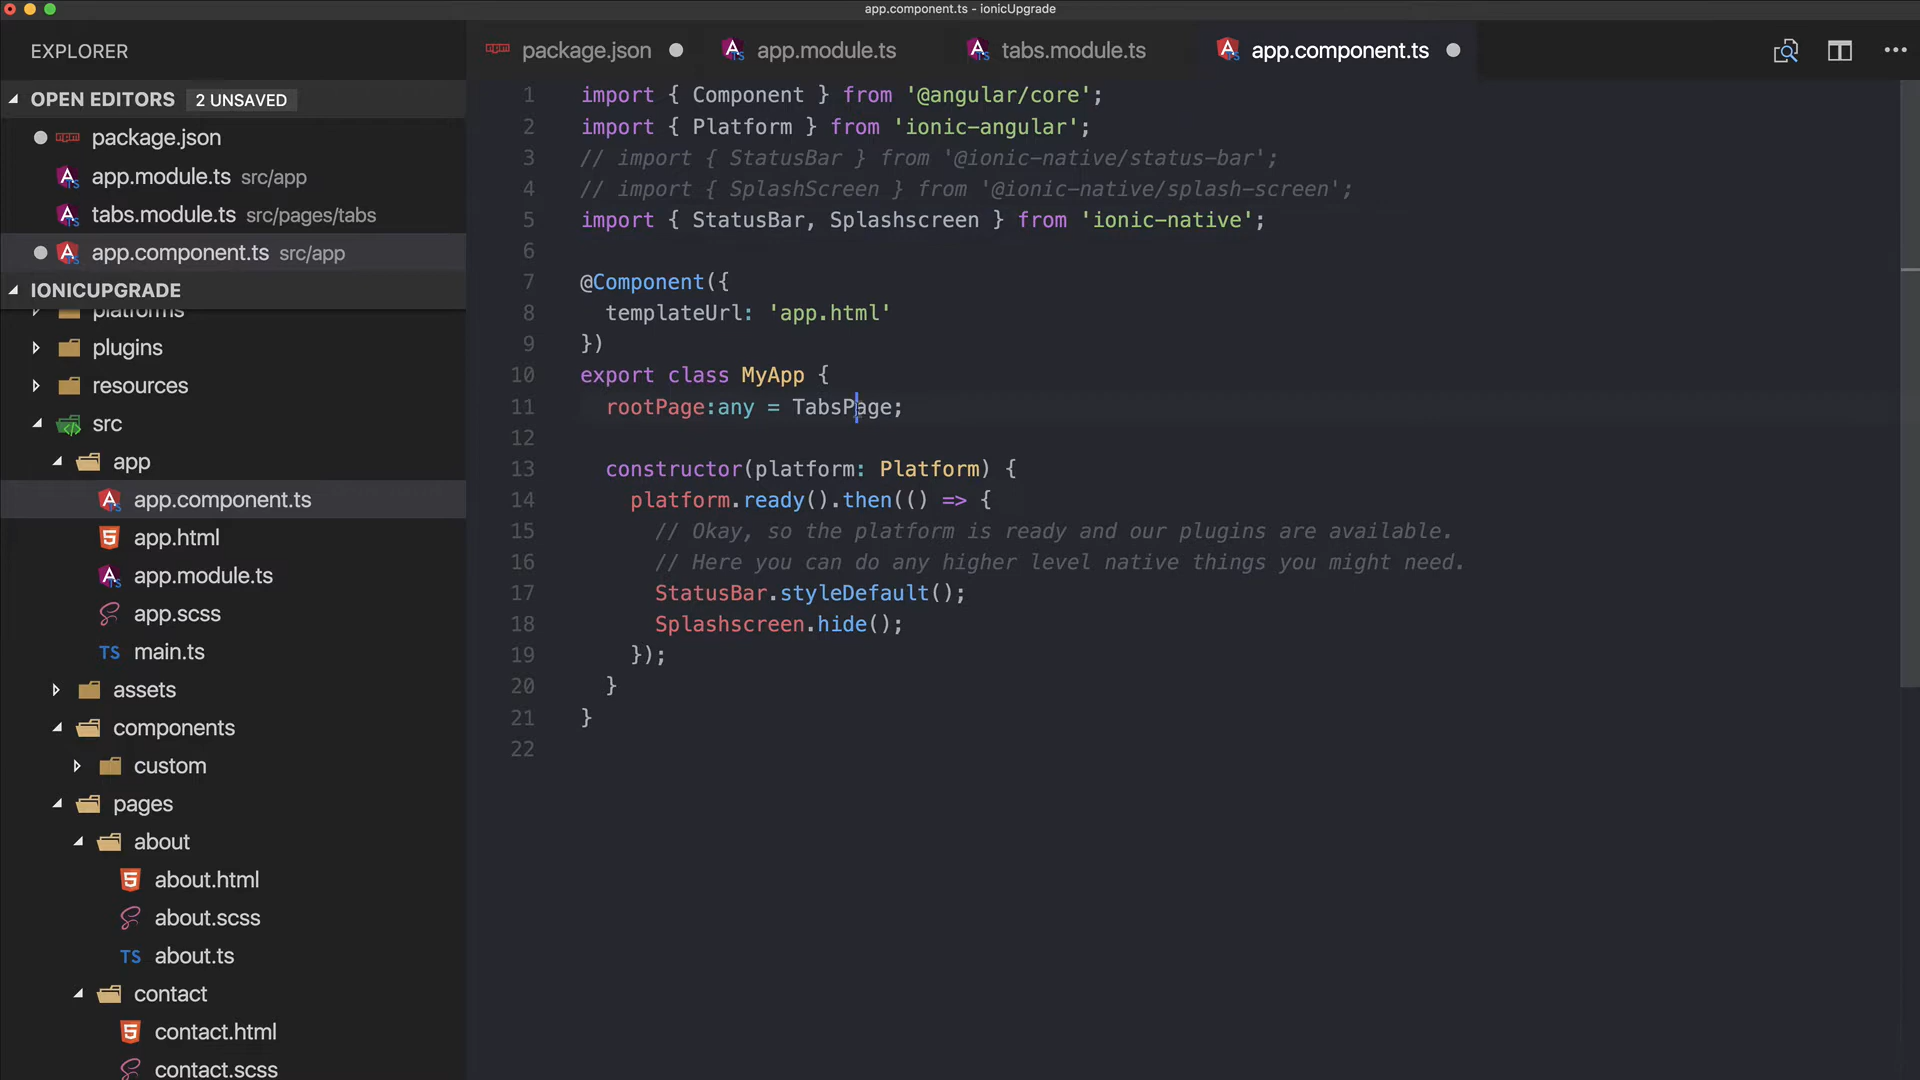 app.component.ts - ionicUpgrade
EXPLORER
OPEN EDITORS 2 UNSAVED
package.json
app.module.ts src/app
tabs.module.ts src/pages/tabs
app.component.ts src/app
IONICUPGRADE
platforms
plugins
resources
src
app
app.component.ts
app.html
app.module.ts
app.scss
TS main.ts
assets
components
custom
pages
about
about.html
about.scss
TS about.ts
contact
contact.html
contact.scss
package.json app.module.ts tabs.module.ts app.component.ts
1 import { Component } from '@angular/core';
2 import { Platform } from 'ionic-angular';
3 // import { StatusBar } from '@ionic-native/status-bar';
4 // import { SplashScreen } from '@ionic-native/splash-screen';
5 import { StatusBar, Splashscreen } from 'ionic-native';
6
7 @Component({
8 templateUrl: 'app.html'
9 })
10 export class MyApp {
11 rootPage:any = TabsPage;
12
13 constructor(platform: Platform) {
14 platform.ready().then(() => {
15 // Okay, so the platform is ready and our plugins are available.
16 // Here you can do any higher level native things you might need.
17 StatusBar.styleDefault();
18 Splashscreen.hide();
19 });
20 }
21 }
22